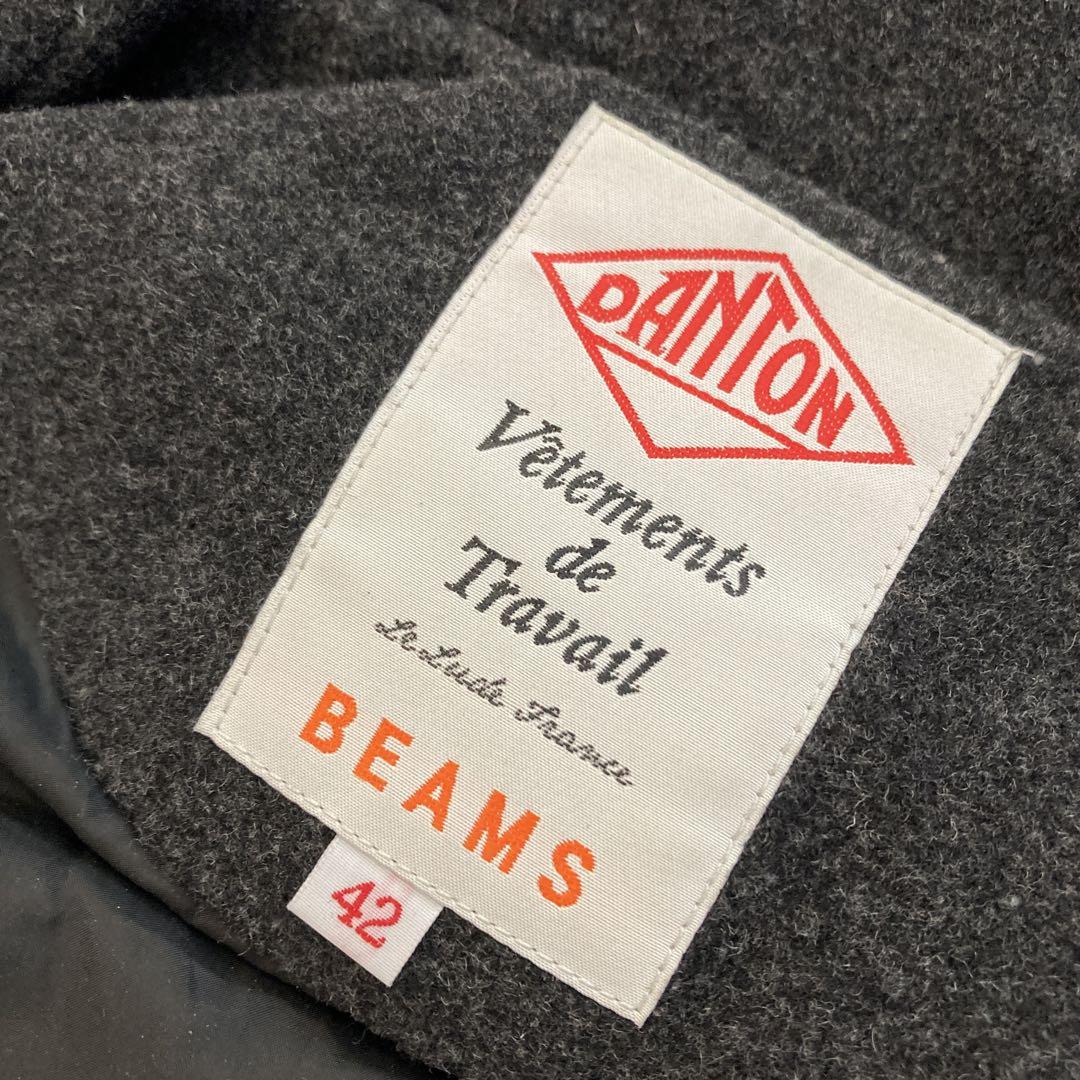 DANTON
Vêtements
de
Travail
Le Lude France
BEAMS
42